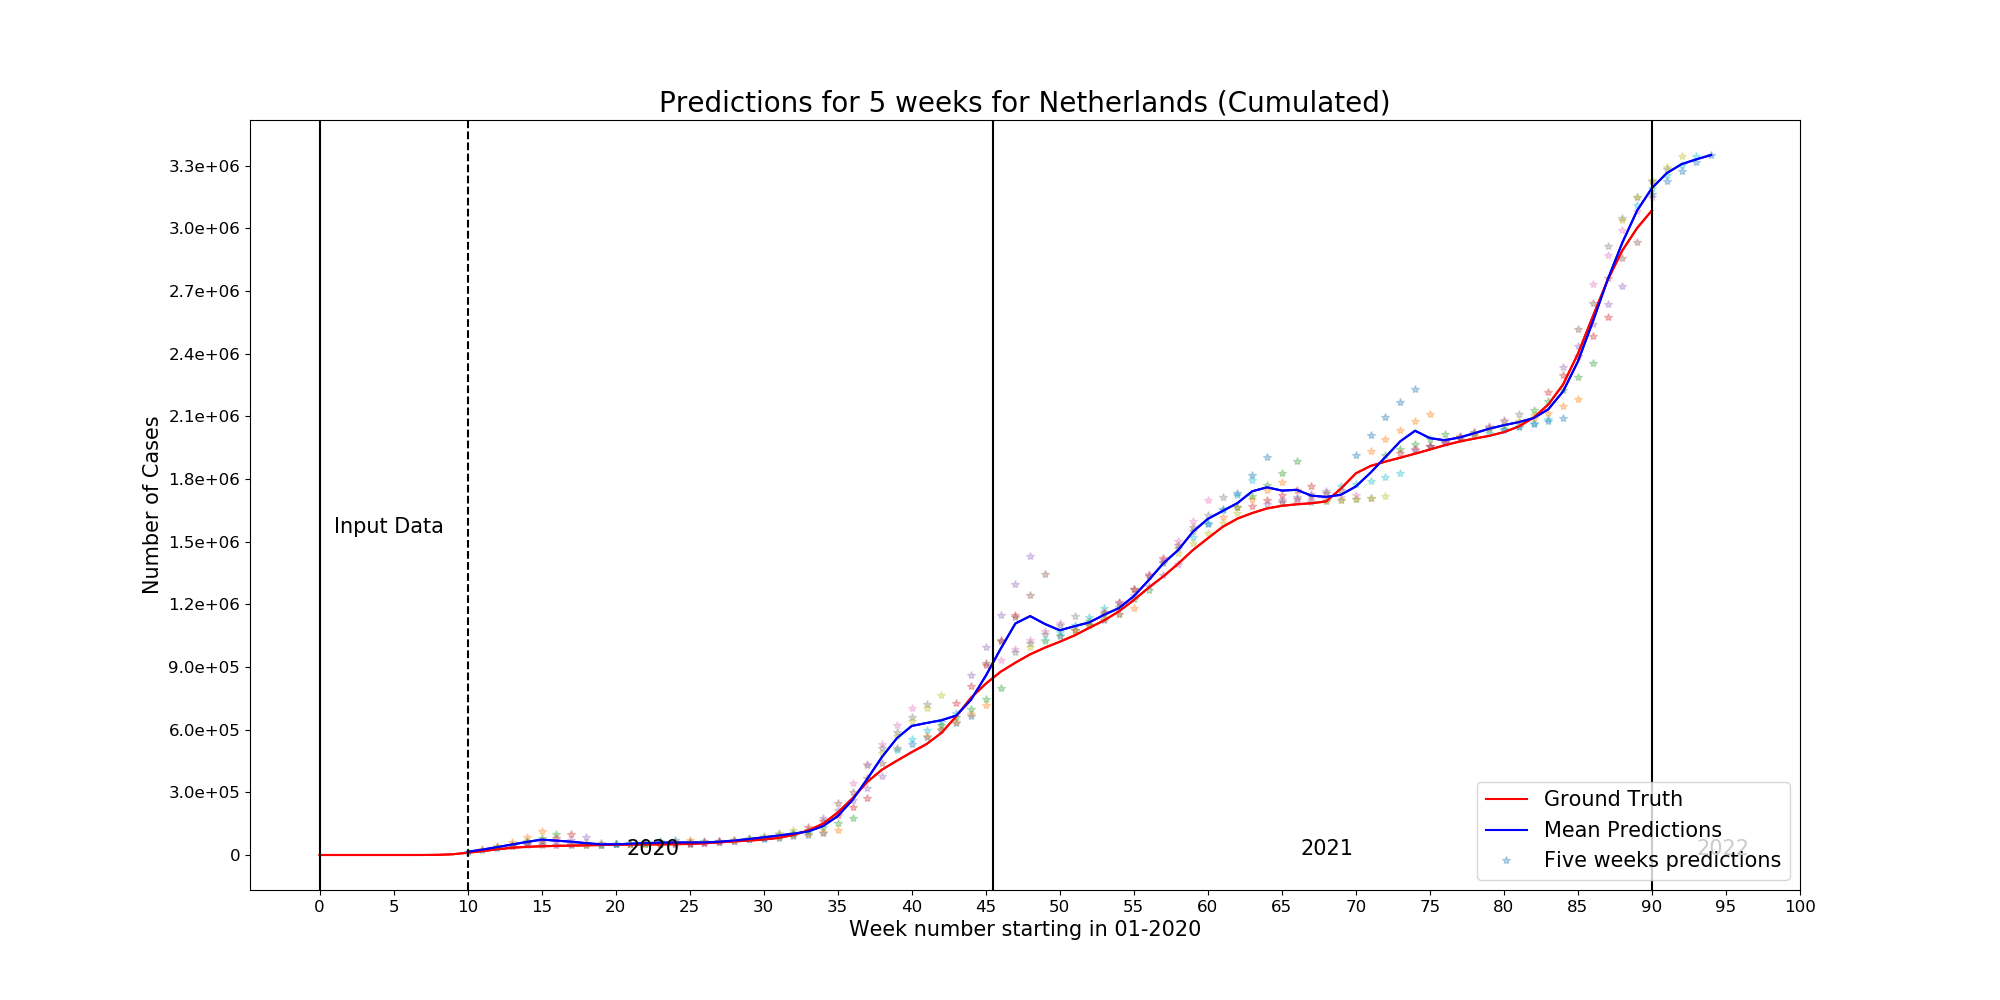 Predictions for 5 weeks for Netherlands (Cumulated)
3.3e+06
3.0e+06
2.7e+06
2.4e+06
2.1e+06
1.8e+06
1.5e+06
1.2e+06
9.0e+05
6.0e+05
3.0e+05
0
Number of Cases
Input Data
2020
2021
2022
Ground Truth
Mean Predictions
Five weeks predictions
0 5 10 15 20 25 30 35 40 45 50 55 60 65 70 75 80 85 90 95 100
Week number starting in 01-2020